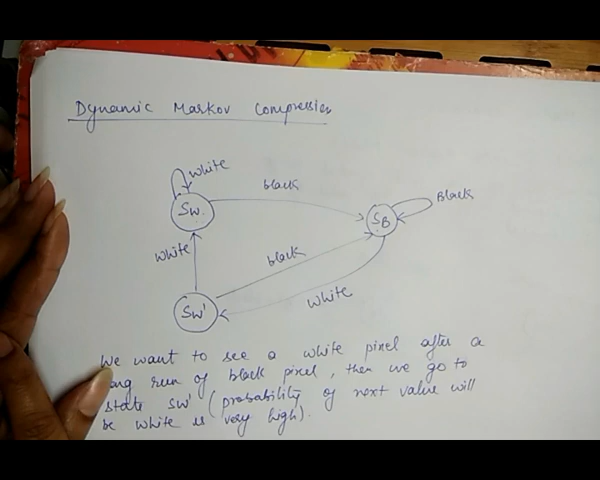 Dynamic Markov Compression
white
black
Black
Sw
SB
white
black
white
Sw'
We want to see a white pixel after a
long run of black pixel, then we go to
state Sw' (probability of next value will
be white is very high).